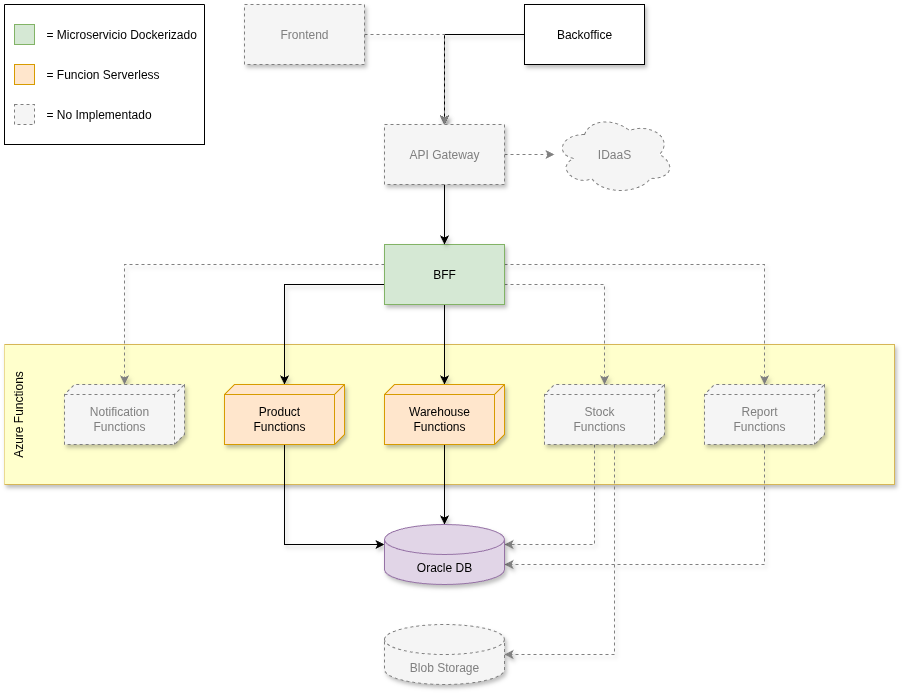 = Microservicio Dockerizado
= Funcion Serverless
= No Implementado
Frontend
Backoffice
API Gateway
IDaaS
BFF
Azure Functions
Notification
Functions
Product
Functions
Warehouse
Functions
Stock
Functions
Report
Functions
Oracle DB
Blob Storage